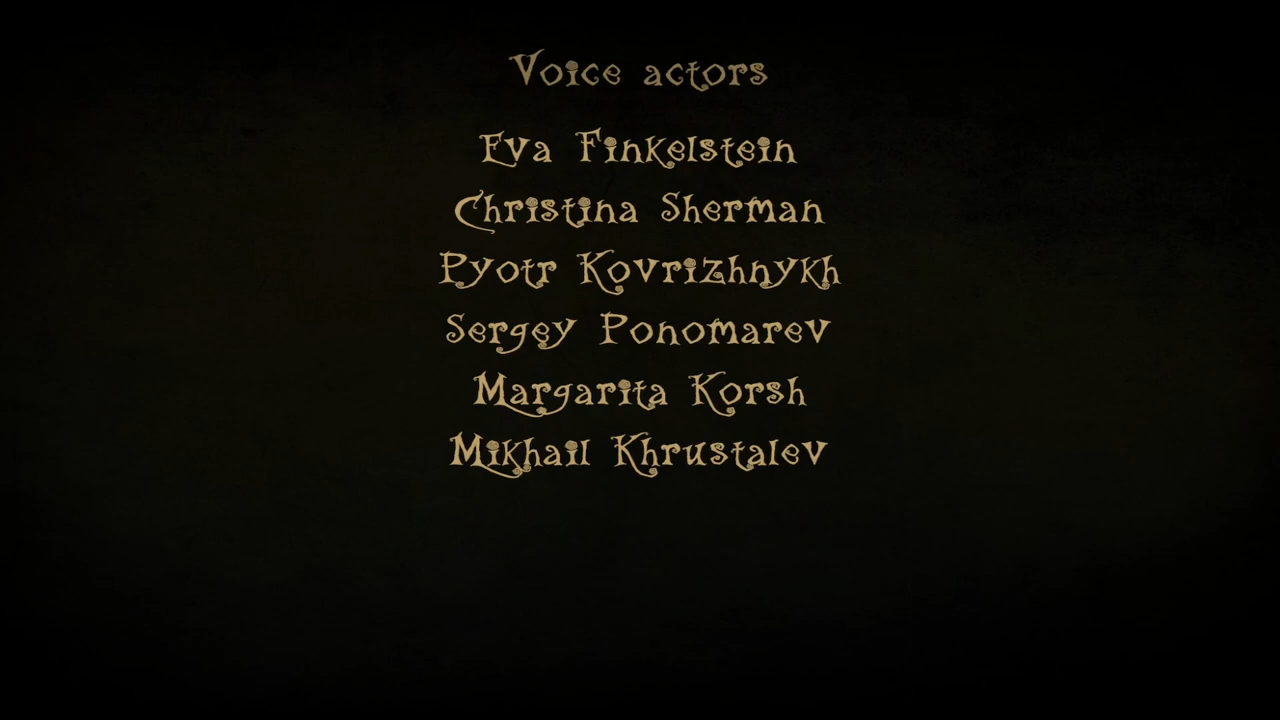 Voice actors
Eva Finkelstein
Christina Sherman
Pyotr Kovrizhnykh
Sergey Ponomarev
Margarita Korsh
Mikhail Khrustalev